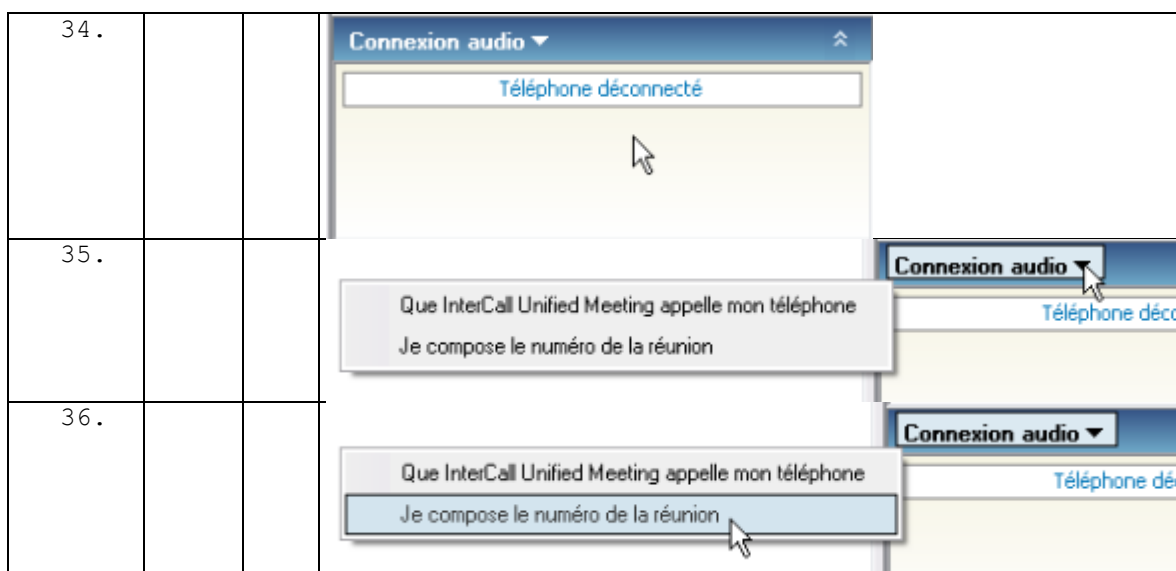 34.
Connexion audio
Téléphone déconnecté
35.
Connexion audio
Que InterCall Unified Meeting appelle mon téléphone
Téléphone
Je compose le numéro de la réunion
36.
Connexion audio
Que InterCall Unified Meeting appelle mon téléphone
Téléphone
Je compose le numéro de la réunion